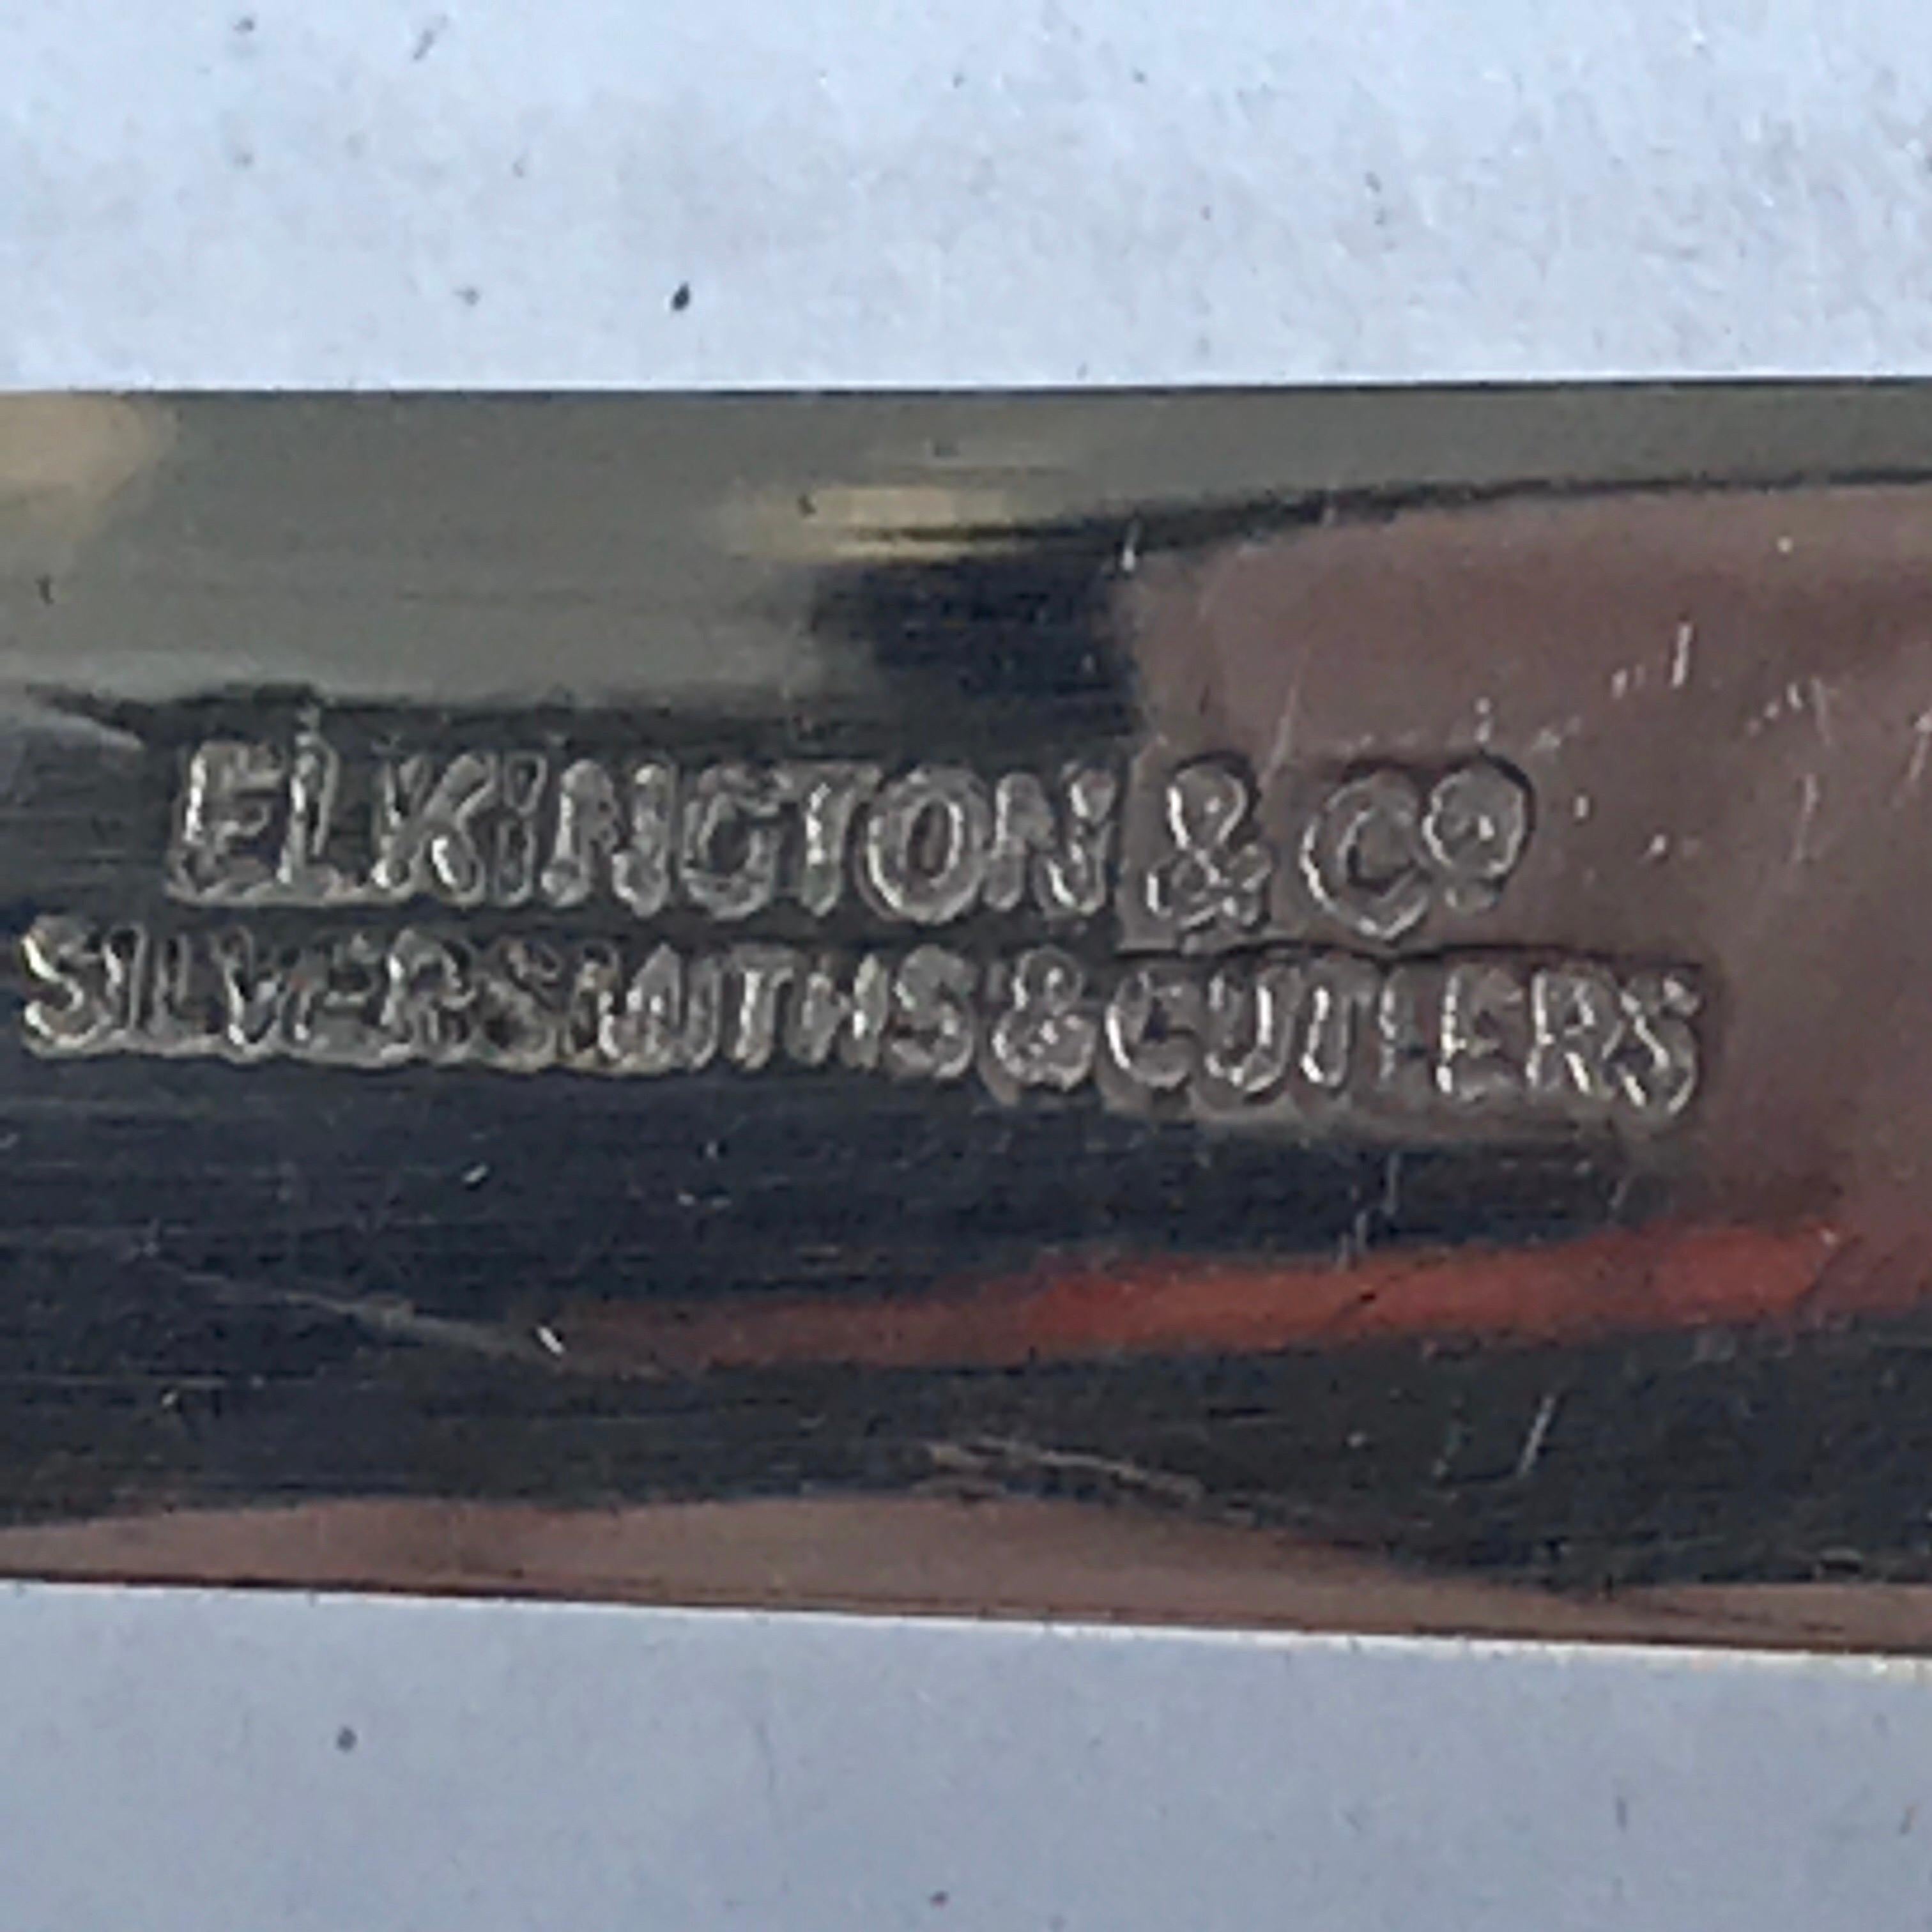 ELKINGTON & Cº
SILVERSMITHS & CUTLERS